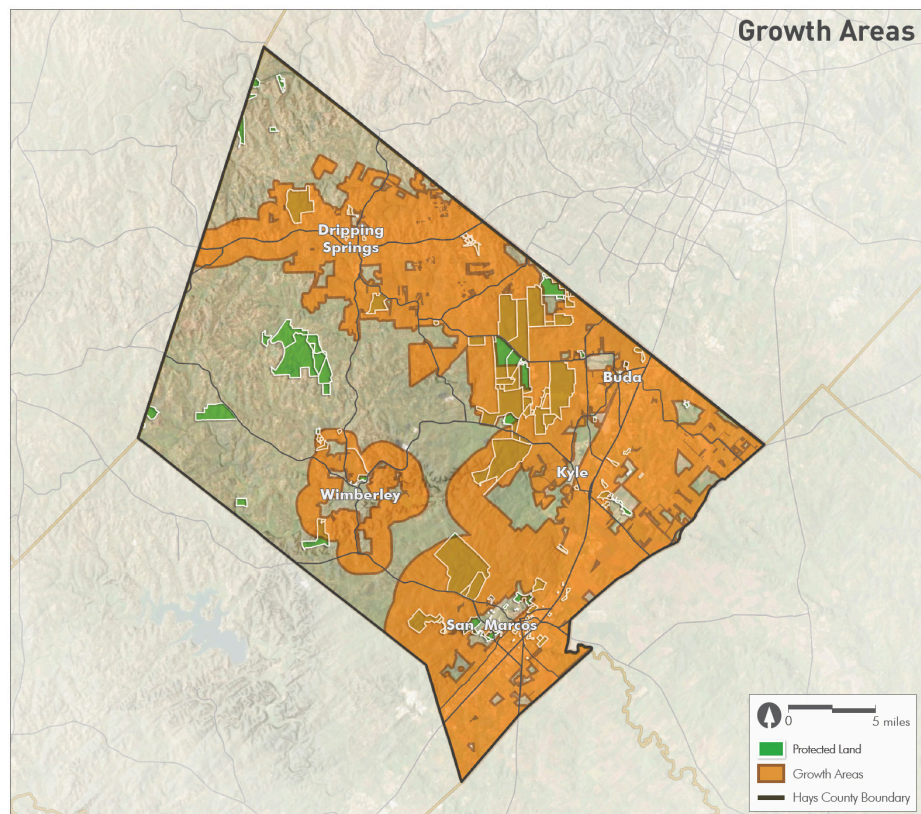 Growth Areas
Dripping
Springs
Buda
Kyle
Wimberley
San Marcos
0 5 miles
Protected Land
Growth Areas
Hays County Boundary